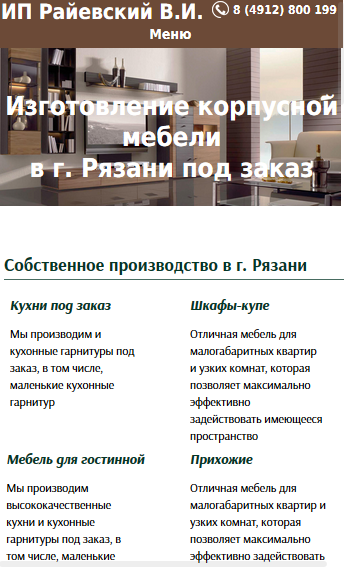 ИП Райевский В.И.
8 (4912) 800 199
Меню
Изготовление корпусной
мебели
в г. Рязани под заказ
Собственное производство в г. Рязани
Кухни под заказ
Мы производим и
кухонные гарнитуры под
заказ, в том числе,
маленькие кухонные
гарнитур
Шкафы-купе
Отличная мебель для
малогабаритных квартир
и узких комнат, которая
позволяет максимально
эффективно
задействовать имеющееся
пространство
Мебель для гостинной
Мы производим
высококачественные
кухни и кухонные
гарнитуры под заказ, в
том числе, маленькие
Прихожие
Отличная мебель для
малогабаритных квартир и
узких комнат, которая
позволяет максимально
эффективно задействовать